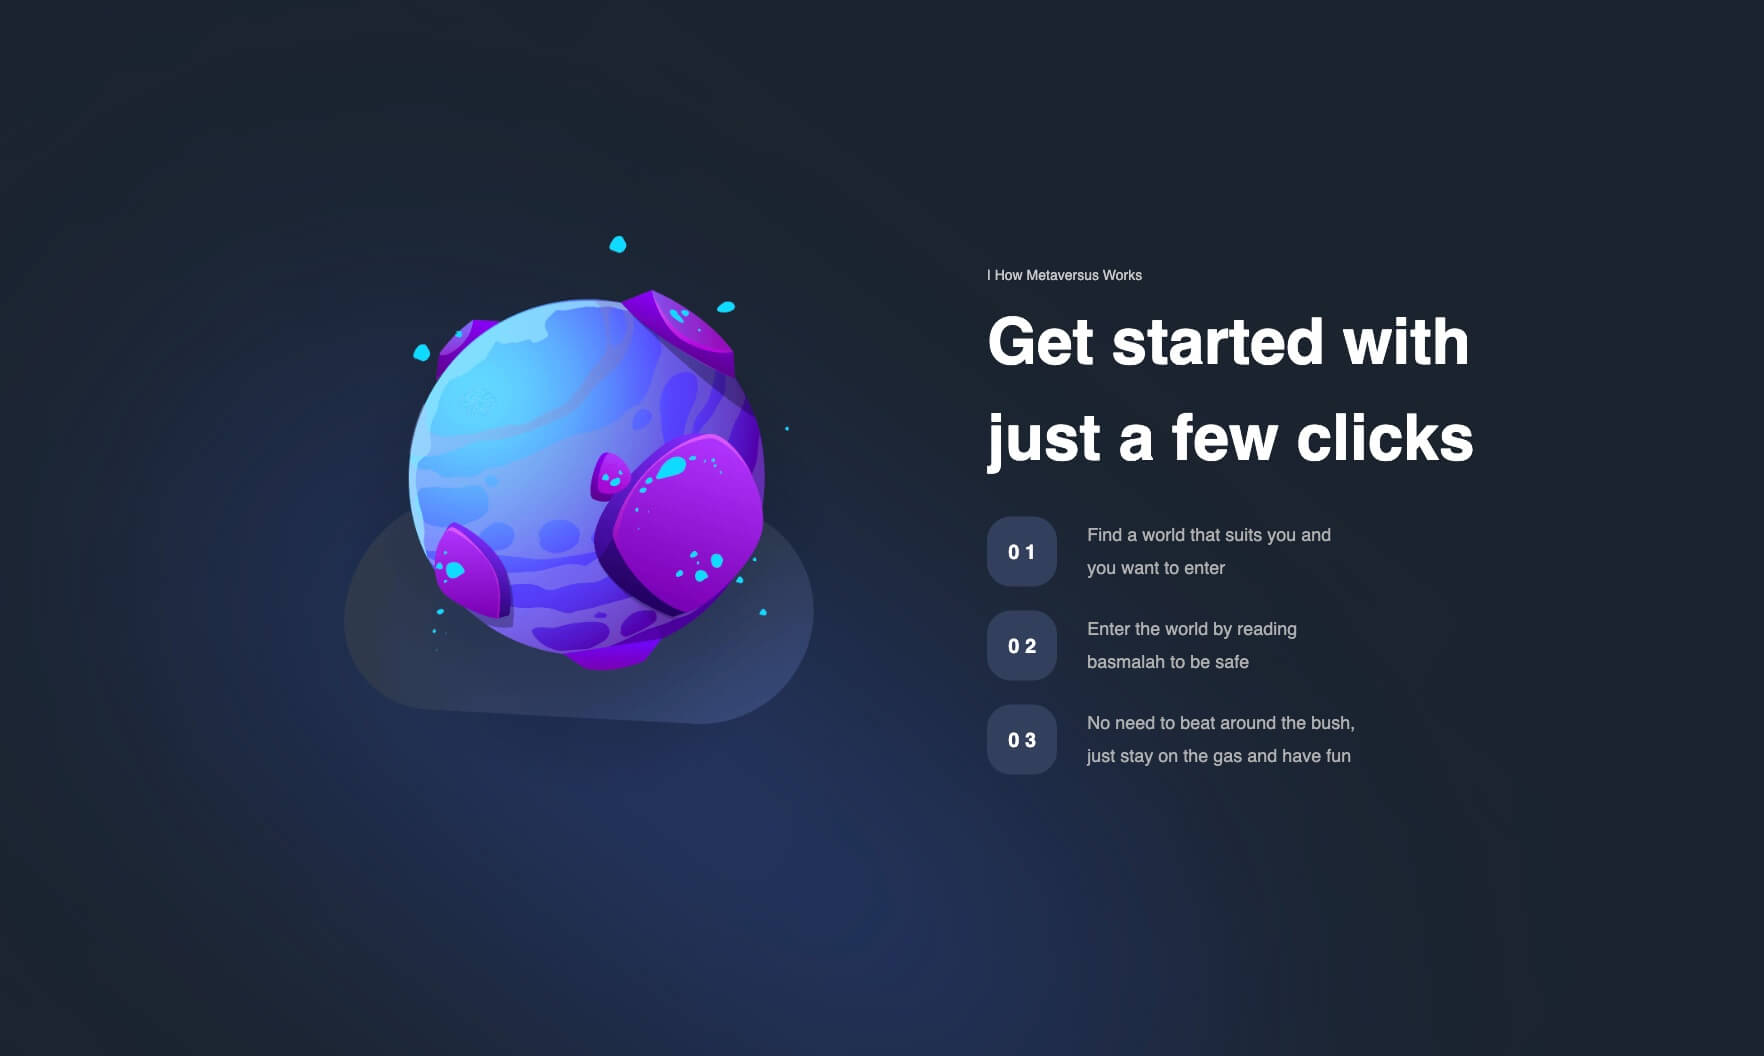 | How Metaversus Works
Get started with
just a few clicks
01
Find a world that suits you and
you want to enter
02
Enter the world by reading
basmalah to be safe
03
No need to beat around the bush,
just stay on the gas and have fun